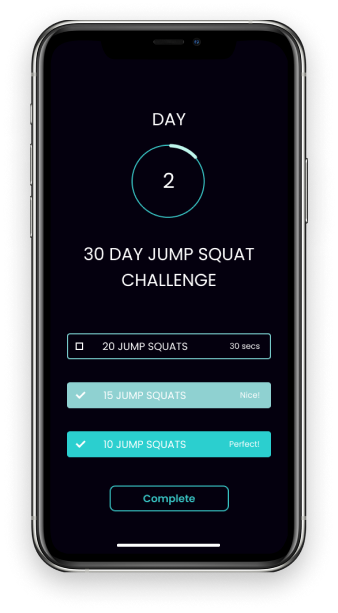 DAY
2
30 DAY JUMP SQUAT
CHALLENGE
20 JUMP SQUATS 30 secs
15 JUMP SQUATS Nice!
10 JUMP SQUATS Perfect!
Complete